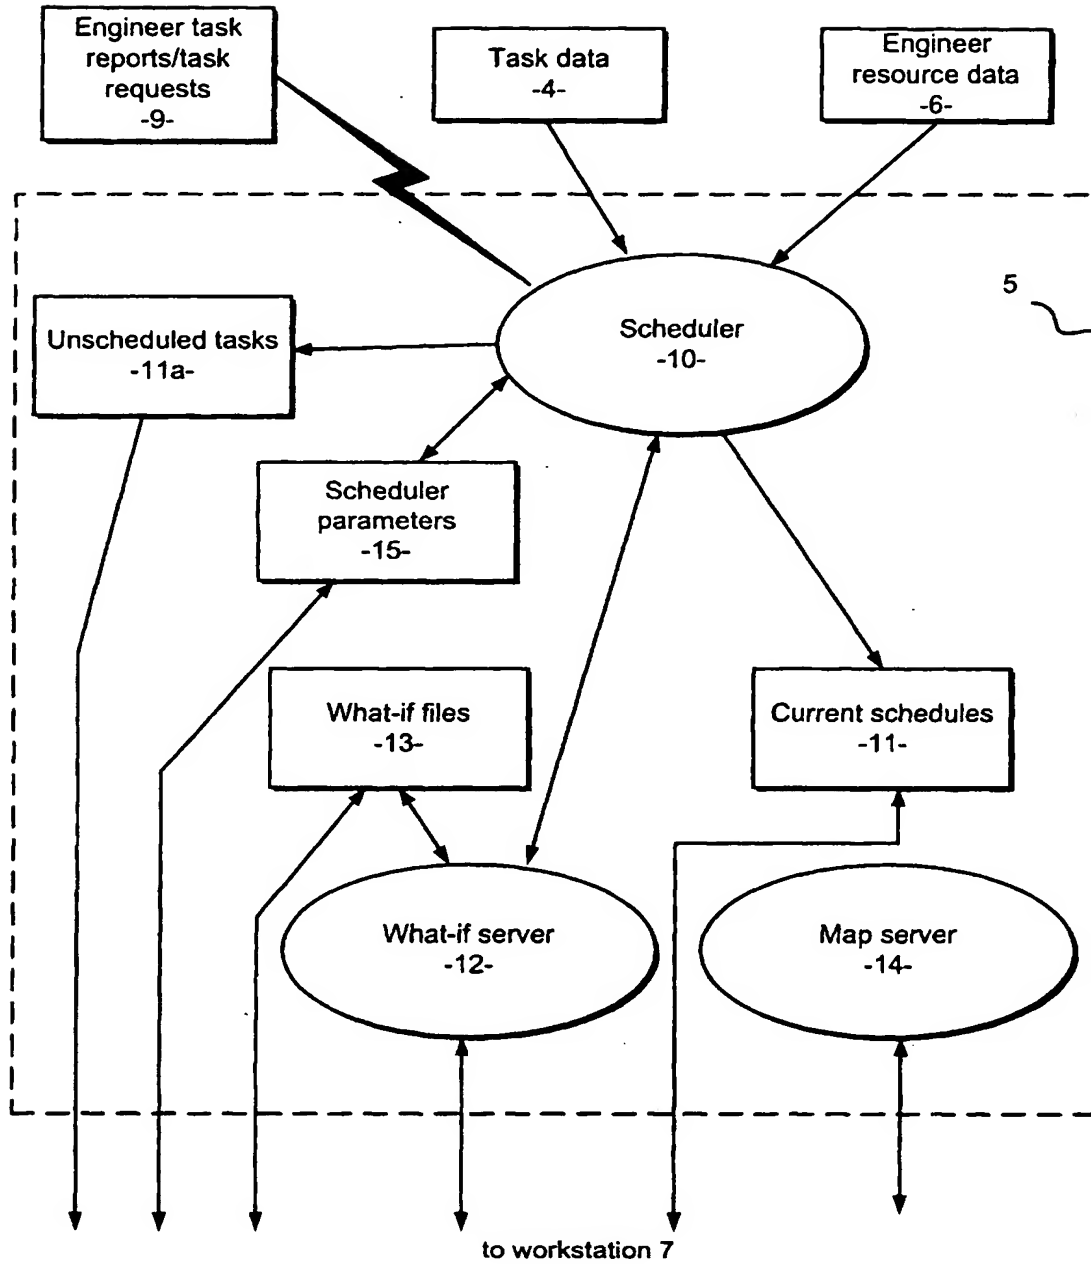 Engineer task
reports/task
requests
-9-
Task data
-4-
Engineer
resource data
-6-
5
Scheduler
-10-
Unscheduled tasks
-11a-
Scheduler
parameters
-15-
What-if files
-13-
Current schedules
-11-
What-if server
-12-
Map server
-14-
to workstation 7